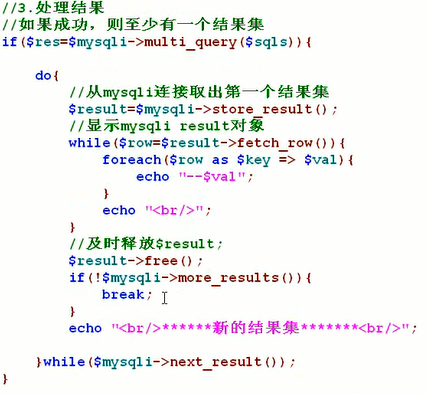 //3.处理结果
//如果成功，则至少有一个结果集
if($res=$mysqli->multi_query($sqls)){
do{
//从mysqli连接取出第一个结果集
$result=$mysqli->store_result();
//显示mysqli result对象
while($row=$result->fetch_row()){
foreach($row as $key => $val){
echo "--$val";
}
echo "<br/>";
}
//及时释放$result;
$result->free();
if(!$mysqli->more_results()){
break;
}
echo "<br/>******新的结果集*******<br/>";
}while($mysqli->next_result());
}